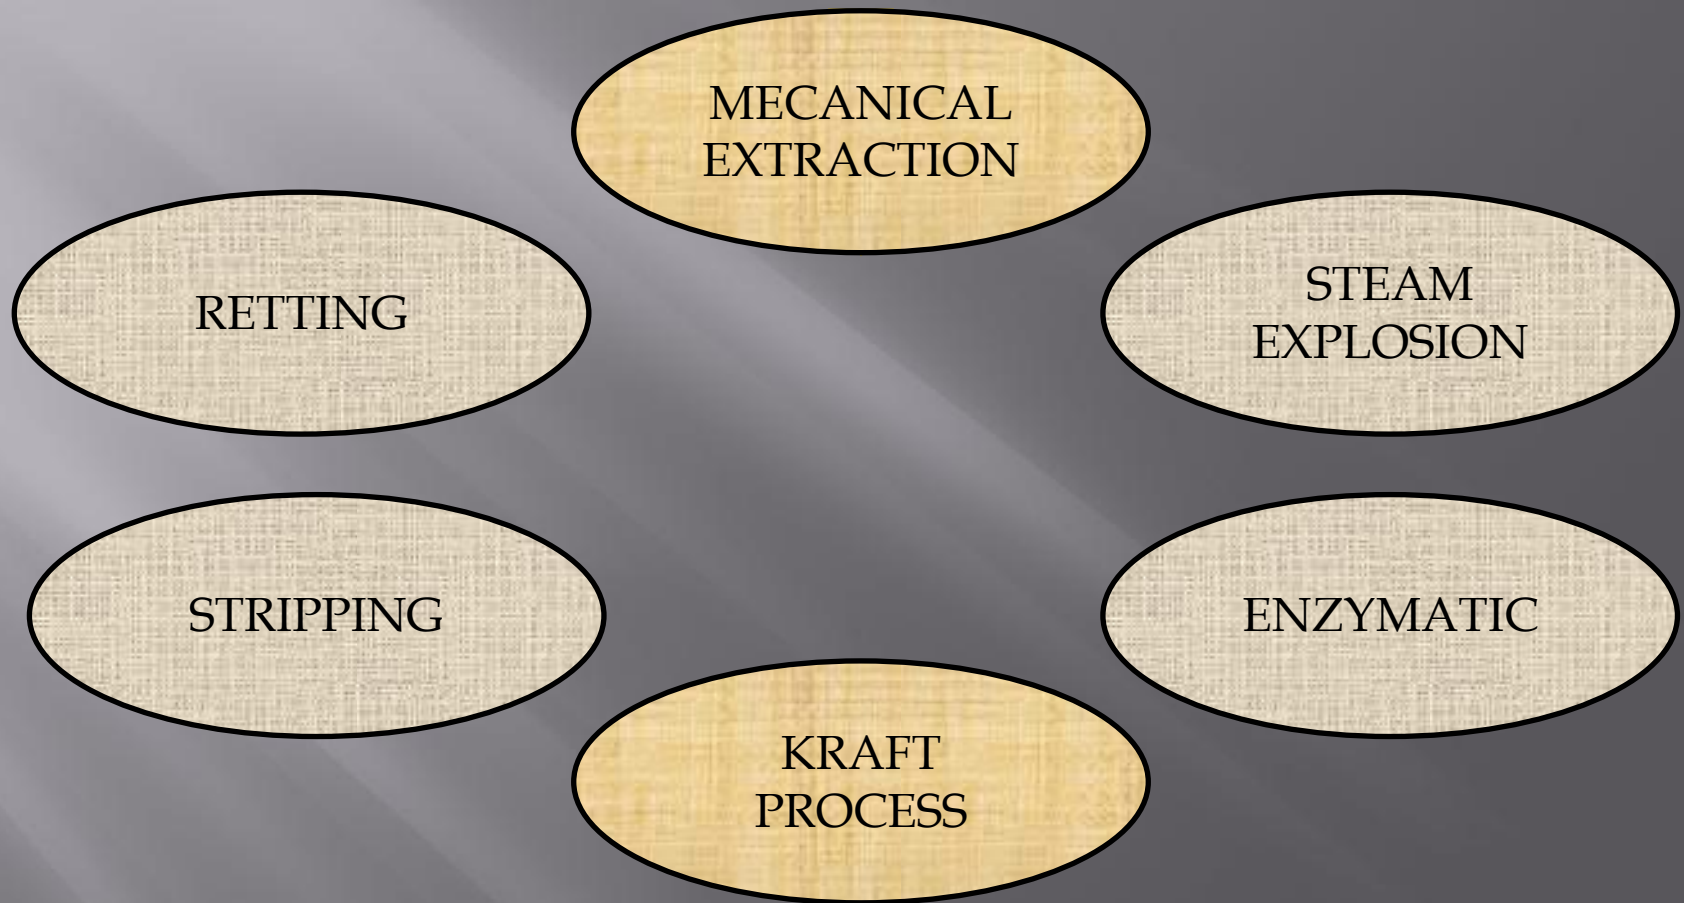 MECANICAL
EXTRACTION
RETTING
STEAM
EXPLOSION
STRIPPING
ENZYMATIC
KRAFT
PROCESS